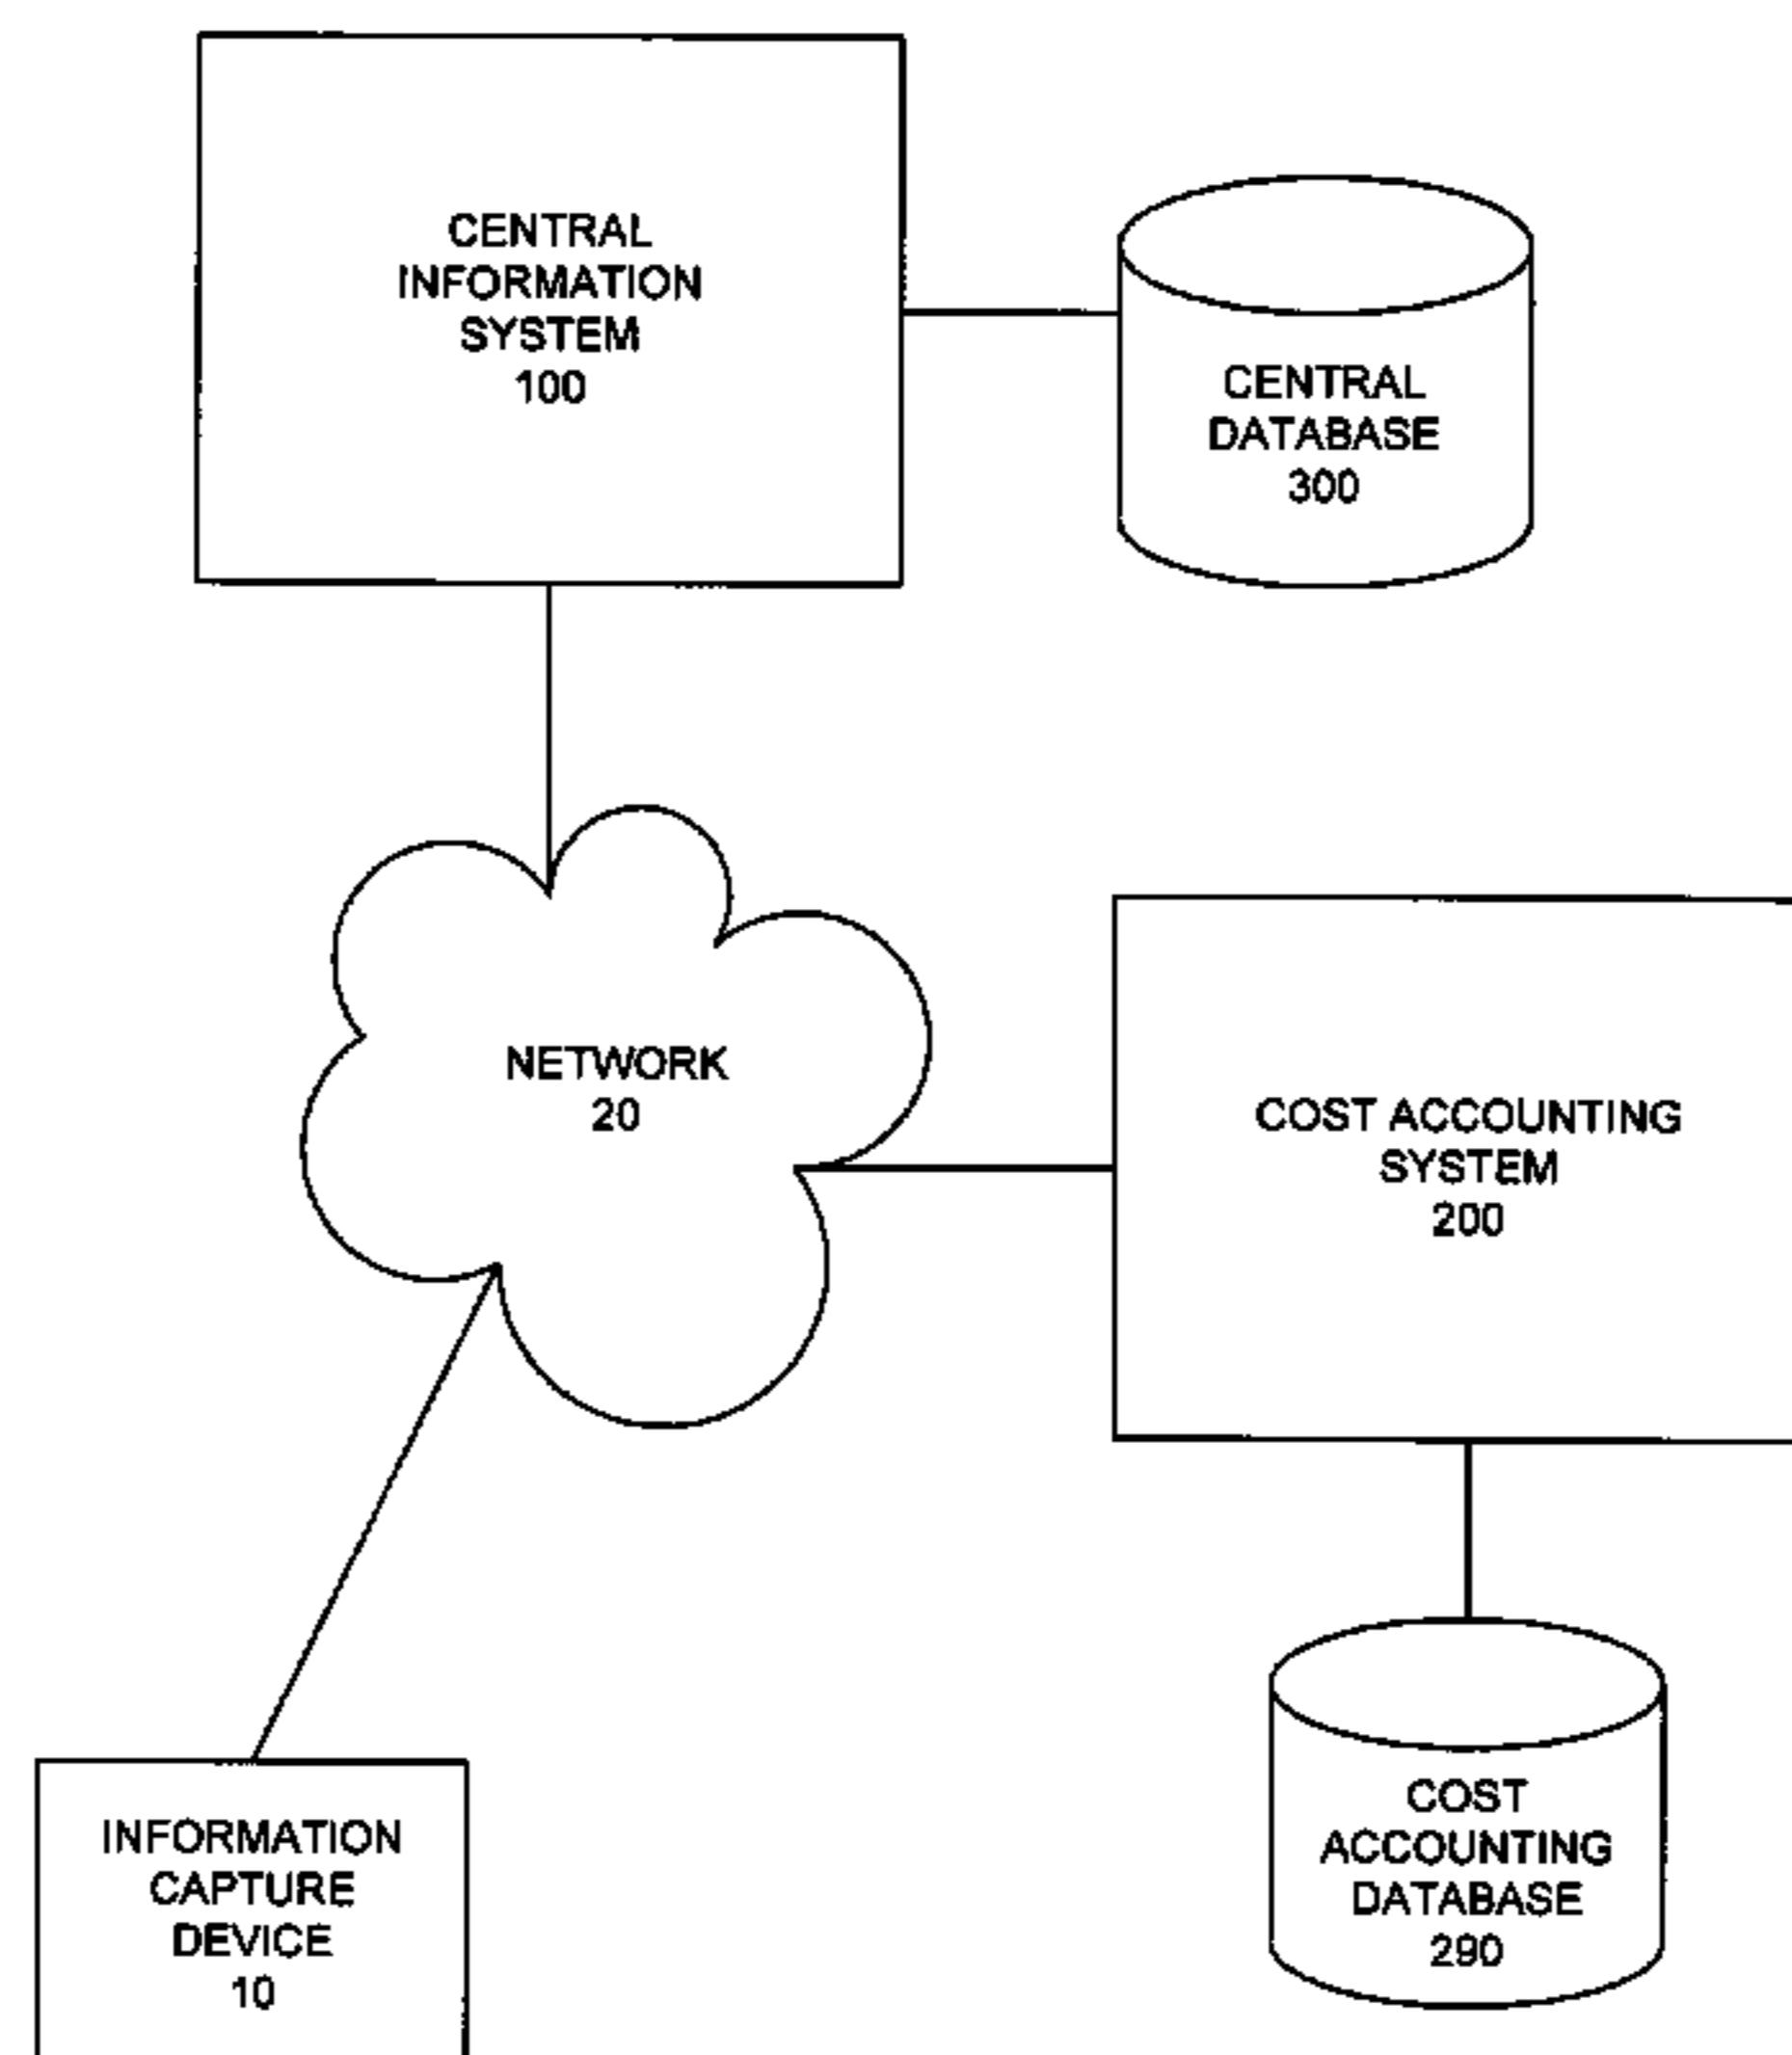 CENTRAL
INFORMATION
SYSTEM
100
CENTRAL
DATABASE
300
NETWORK
20
COST ACCOUNTING
SYSTEM
200
INFORMATION
CAPTURE
DEVICE
10
COST
ACCOUNTING
DATABASE
290